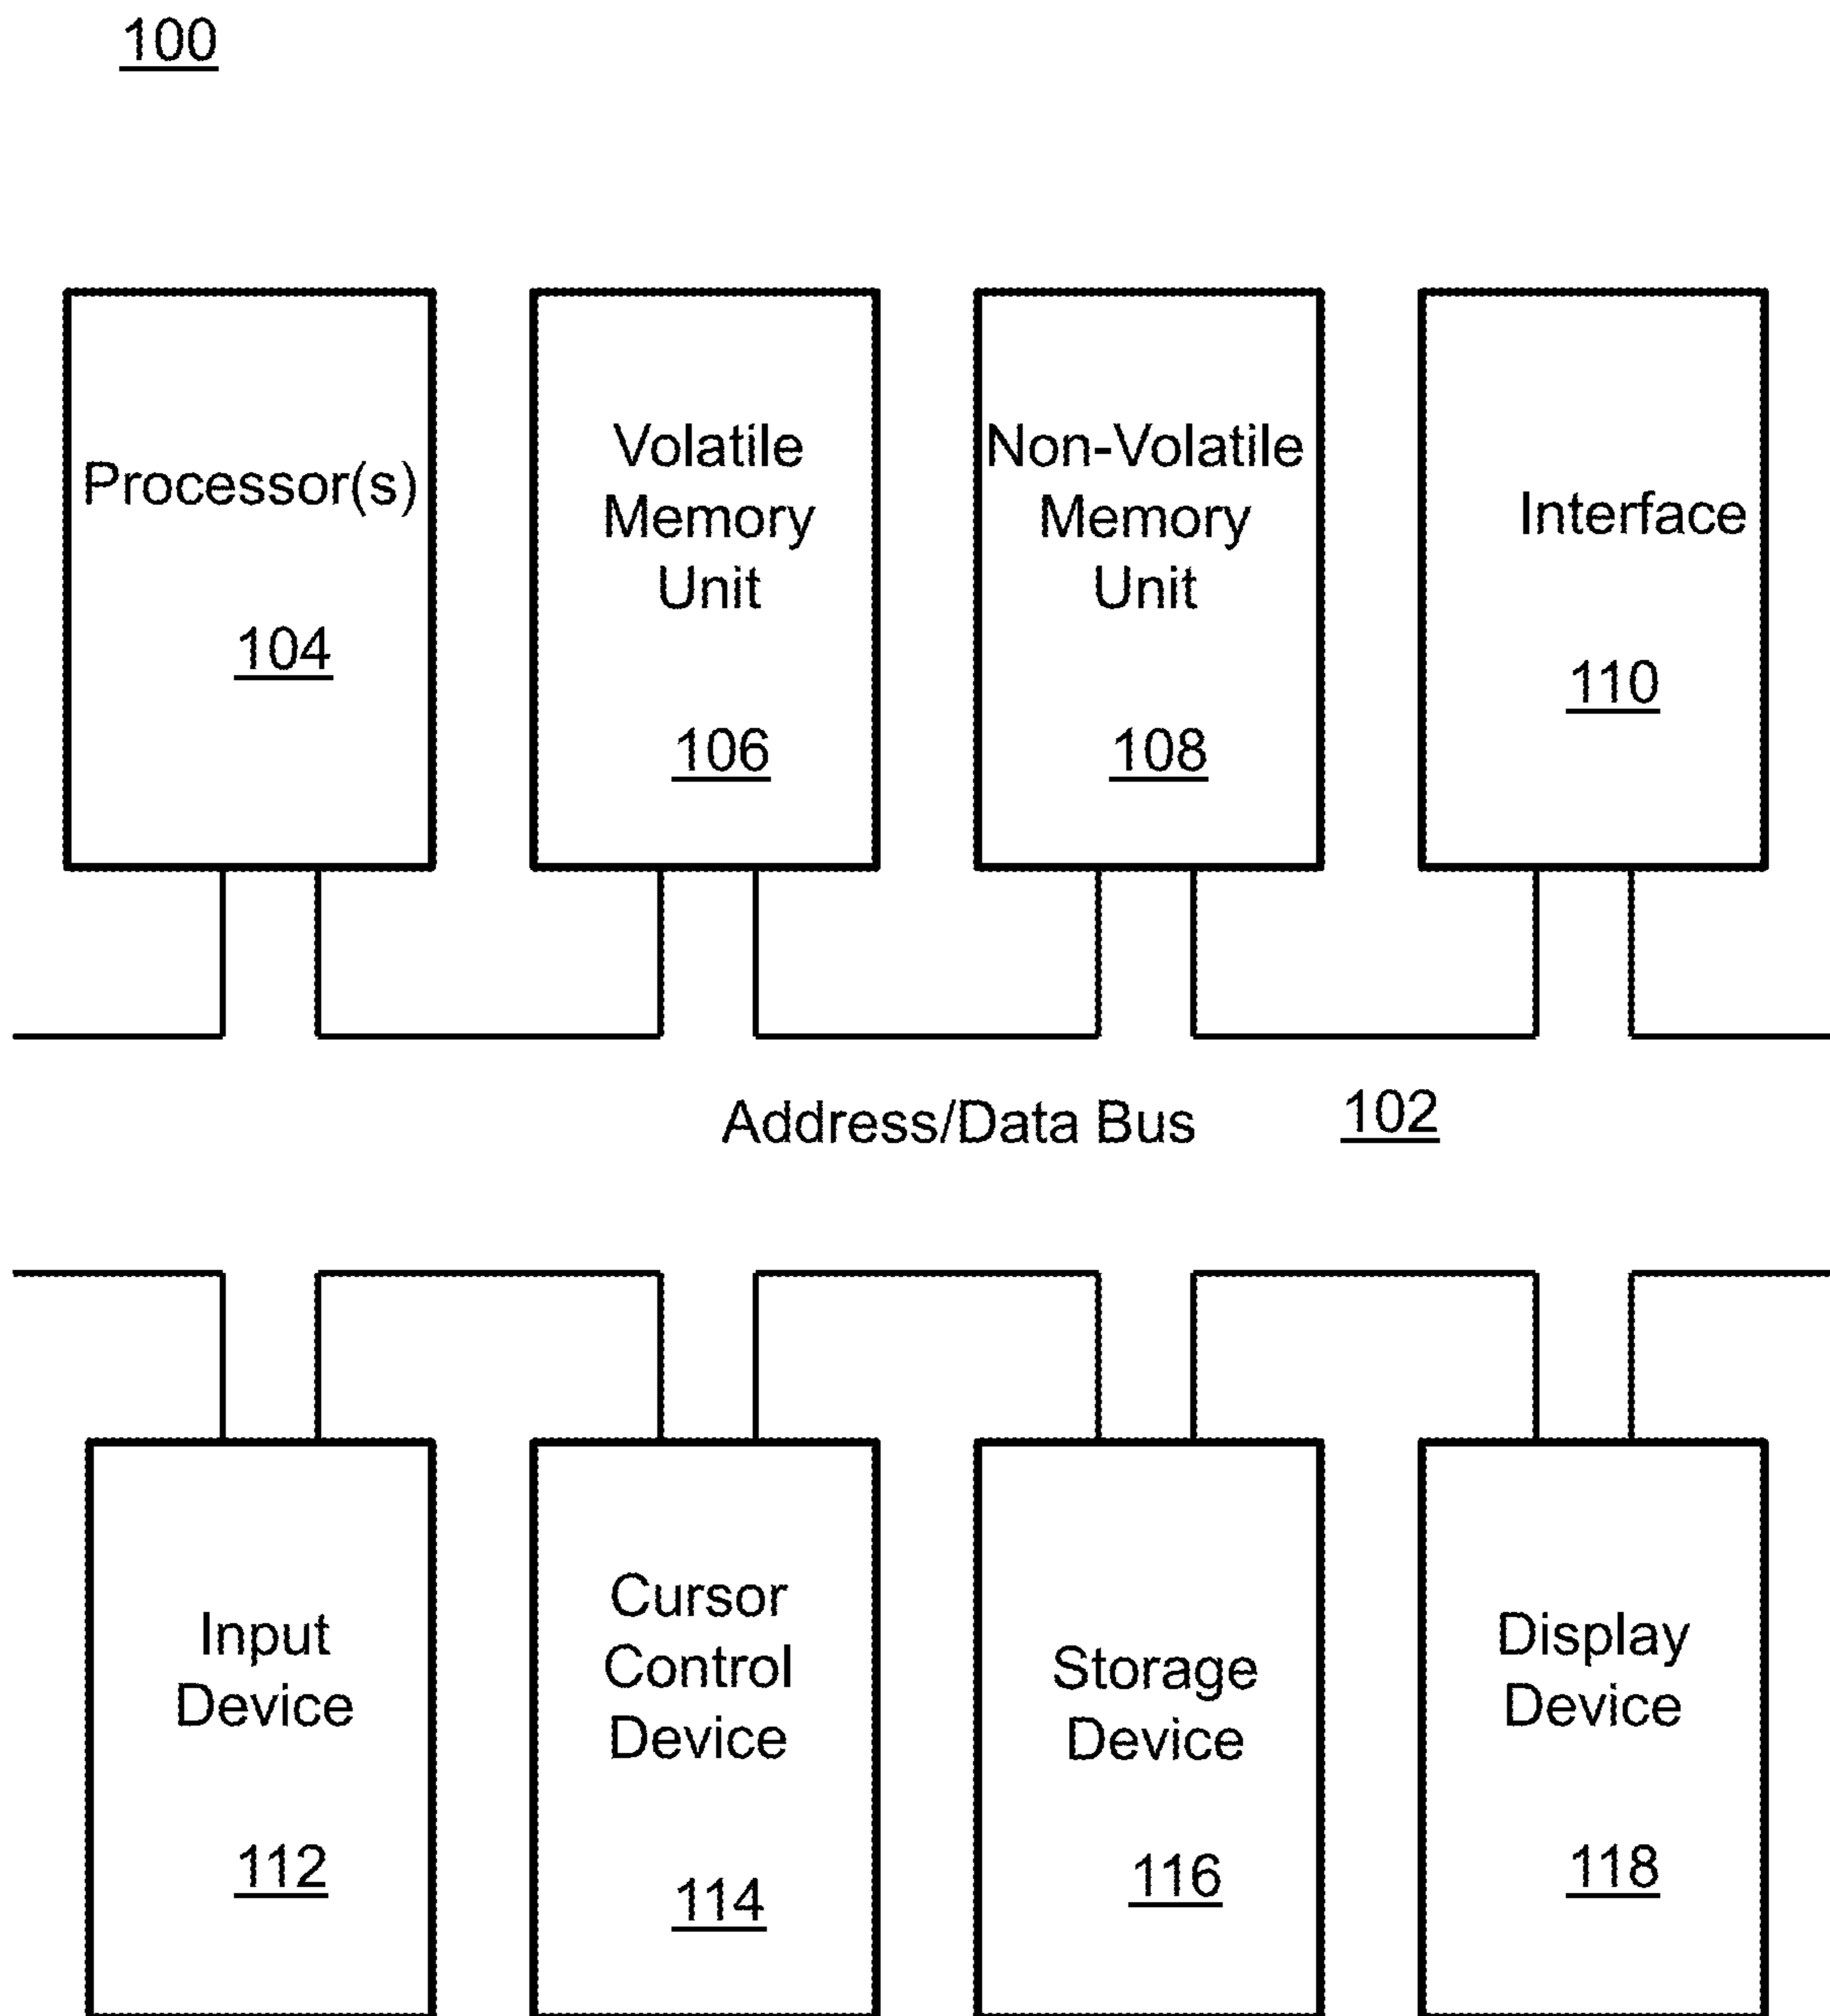 100
Processor(s)
104
Volatile
Memory
Unit
106
Non-Volatile
Memory
Unit
108
Interface
110
Address/Data Bus 102
Input
Device
112
Cursor
Control
Device
114
Storage
Device
116
Display
Device
118